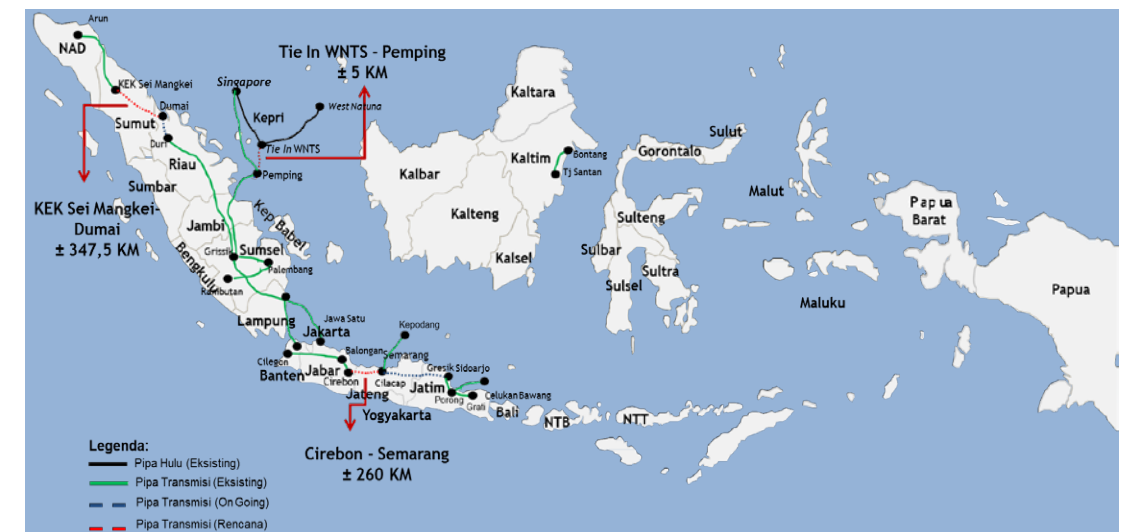 Arun
NAD
KEK Sei Mangkei
Dumai
Sumut
Duri
Riau
Sumbar
KEK Sei Mangkei-
Dumai
± 347,5 KM
Tie In WNTS - Pemping
± 5 KM
Singapore
Kepri
West Natuna
Tie In WNTS
Pemping
Jambi
Kep Babel
Grissik
Sumsel
Palembang
Bengkulu
Rambutan
Lampung
Jawa Satu
Jakarta
Kepodang
Cilegon
Banten
Jabar
Balongan
Cirebon
Semarang
Cilacap
Jateng
Yogyakarta
Gresik
Sidoarjo
Jatim
Porong
Grati
Celukan Bawang
Bali
NTB
NTT
Cirebon - Semarang
± 260 KM
Kaltara
Kaltim
Bontang
Tj Santan
Kalbar
Kalteng
Kalsel
Sulut
Gorontalo
Sulteng
Sulbar
Sultra
Sulsel
Malut
Maluku
Papua
Barat
Papua
Legenda:
Pipa Hulu (Eksisting)
Pipa Transmisi (Eksisting)
Pipa Transmisi (On Going)
Pipa Transmisi (Rencana)